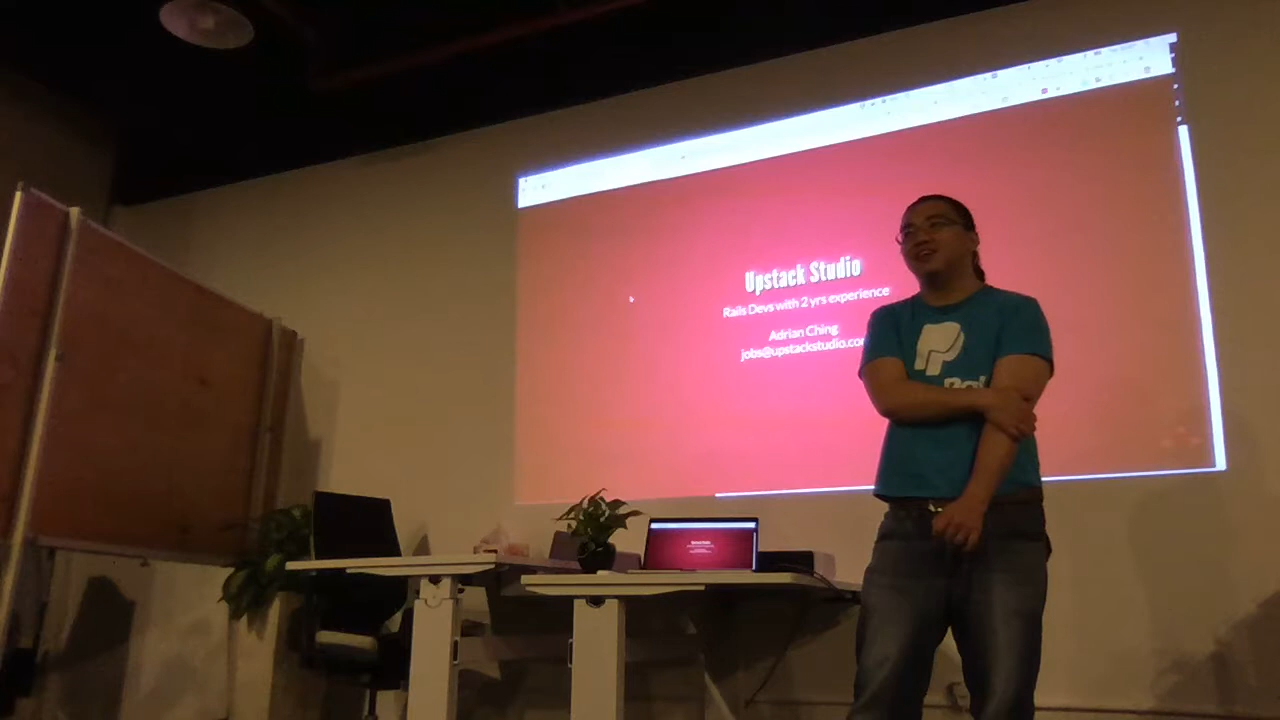 Upstack Studio
Rails Devs with 2 yrs experience
Adrian Ching
jobs@upstackstudio.co
P